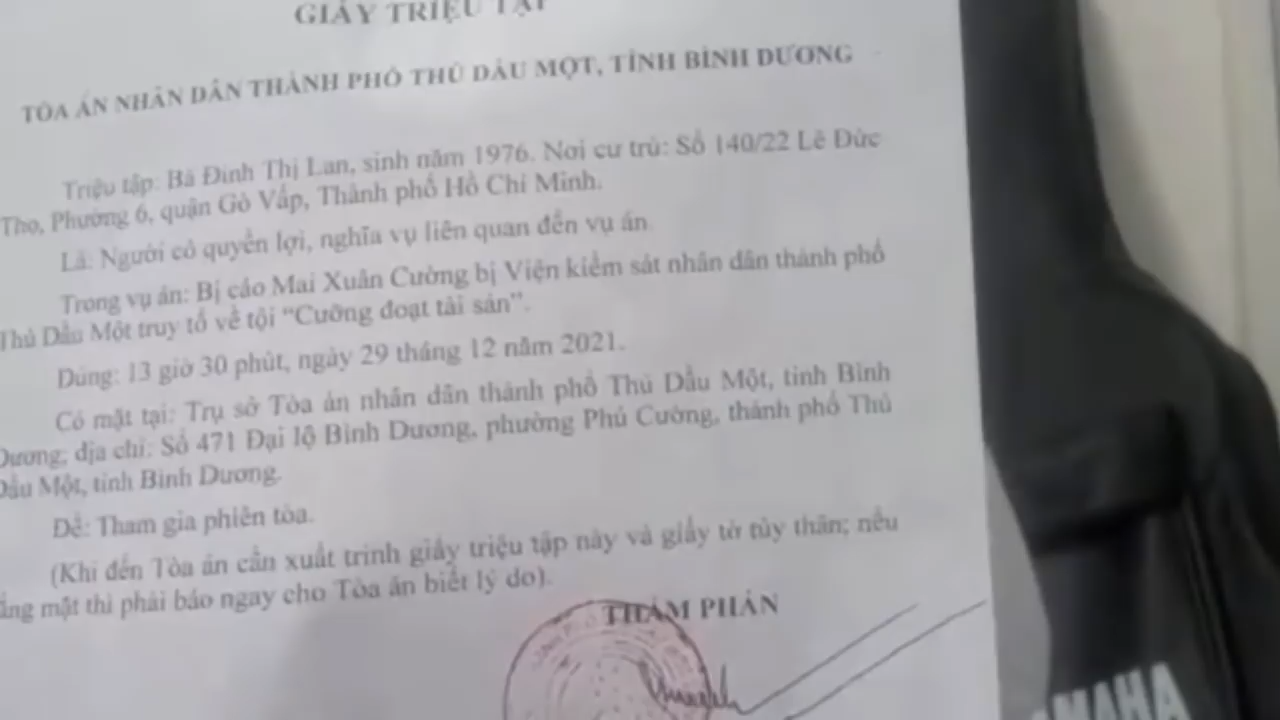 GIẤY TRIỆU TẬP
TÒA ÁN NHÂN DÂN THÀNH PHỐ THỦ DẦU MỘT, TỈNH BÌNH DƯƠNG
Triệu tập: Bà Đinh Thị Lan, sinh năm 1976. Nơi cư trú: Số 140/22 Lê Đức
Thọ, Phường 6, quận Gò Vấp, Thành phố Hồ Chí Minh.
Là: Người có quyền lợi, nghĩa vụ liên quan đến vụ án.
Trong vụ án: Bị cáo Mai Xuân Cường bị Viện kiểm sát nhân dân thành phố
Thủ Dầu Một truy tố về tội “Cưỡng đoạt tài sản”.
Đúng: 13 giờ 30 phút, ngày 29 tháng 12 năm 2021.
Có mặt tại: Trụ sở Tòa án nhân dân thành phố Thủ Dầu Một, tỉnh Bình
Dương; địa chỉ: Số 471 Đại lộ Bình Dương, phường Phú Cường, thành phố Thủ
Dầu Một, tỉnh Bình Dương.
Để: Tham gia phiên tòa.
(Khi đến Tòa án cần xuất trình giấy triệu tập này và giấy tờ tùy thân; nếu
vắng mặt thì phải báo ngay cho Tòa án biết lý do).
THẨM PHÁN
YAMAHA